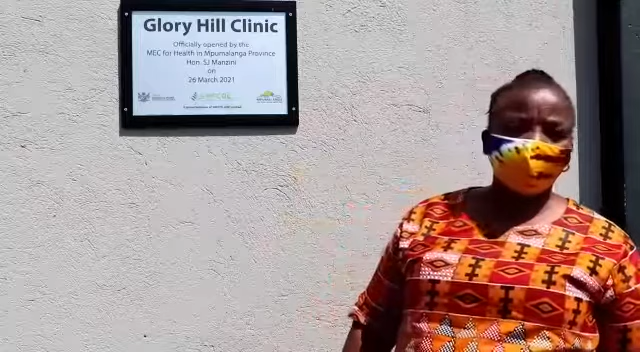 Glory Hill Clinic
Officially opened by the
MEC for Health in Mpumalanga Province
Hon. SJ Manzini
on
26 March 2021